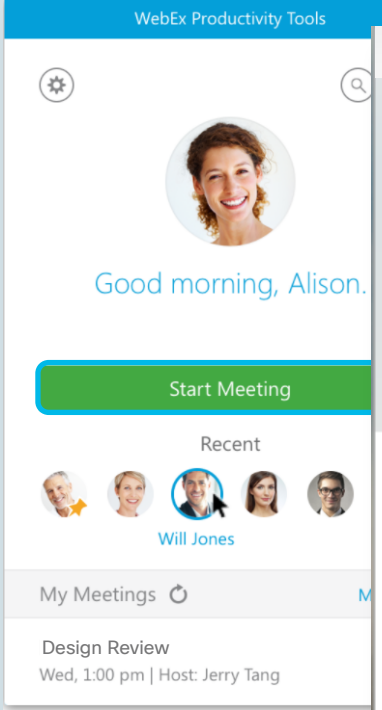 WebEx Productivity Tools
Good morning, Alison.
Start Meeting
Recent
Will Jones
My Meetings M
Design Review
Wed, 1:00 pm | Host: Jerry Tang